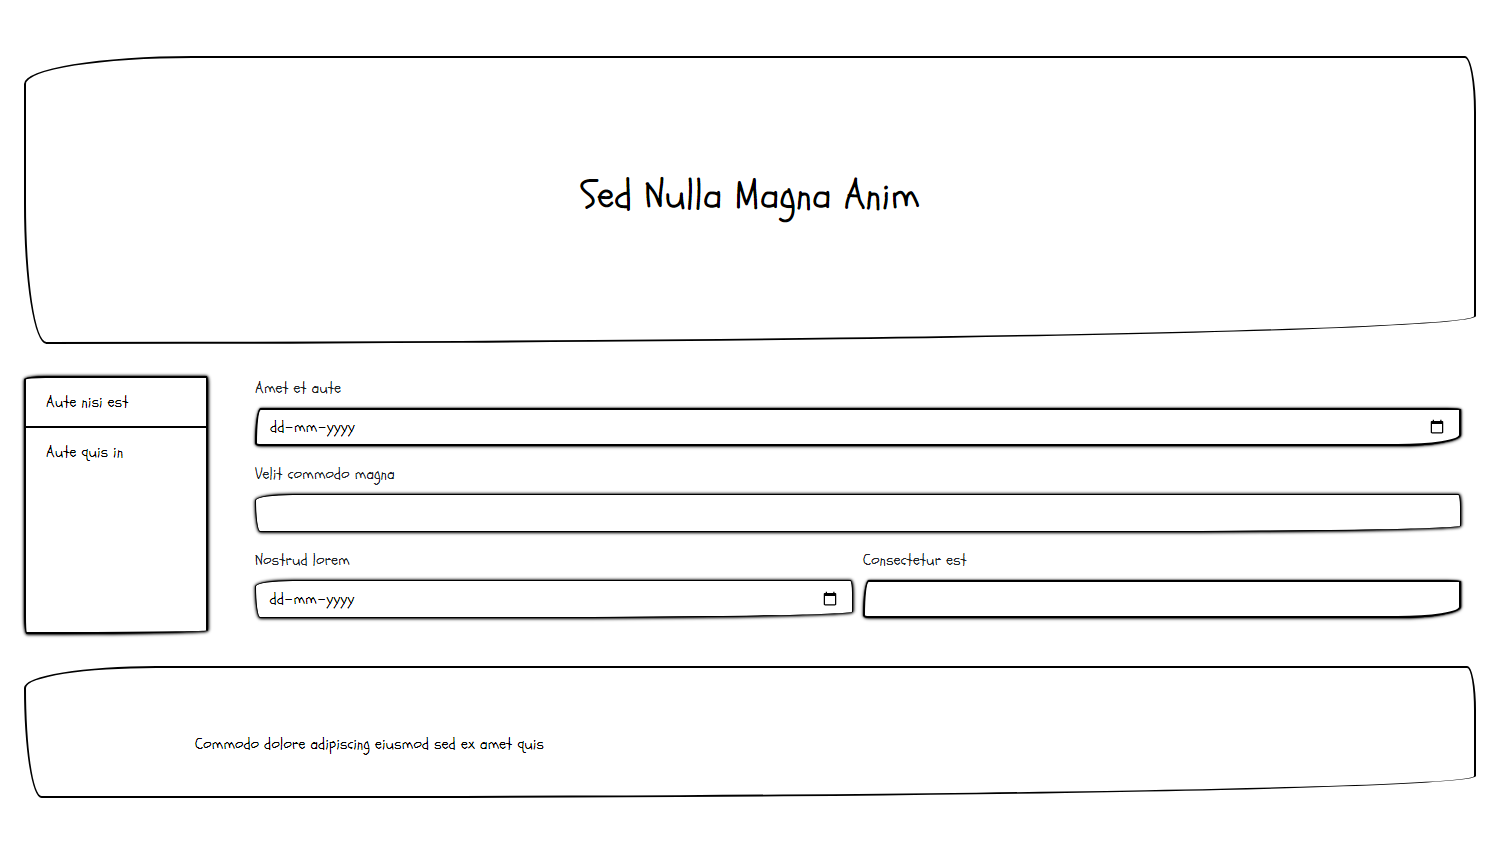 Sed Nulla Magna Anim
Aute nisi est
Aute quis in
Amet et aute
dd-mm-yyyy
Velit commodo magna
Nostrud lorem
dd-mm-yyyy
Consectetur est
Commodo dolore adipiscing eiusmod sed ex amet quis